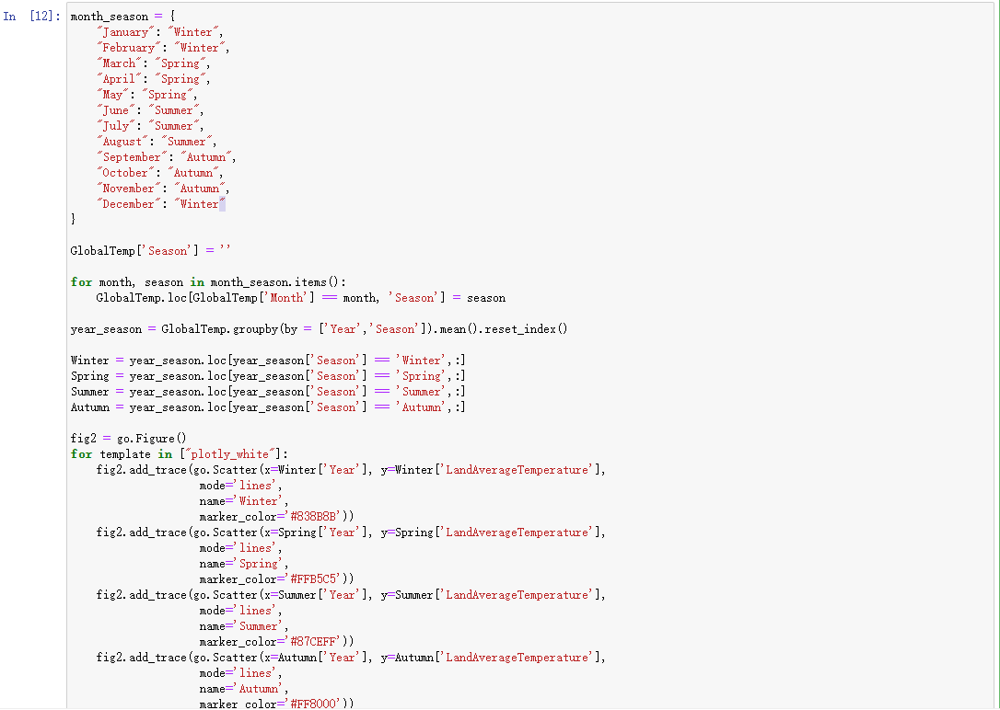 In [12]: month_season = {
    "January": "Winter",
    "February": "Winter",
    "March": "Spring",
    "April": "Spring",
    "May": "Spring",
    "June": "Summer",
    "July": "Summer",
    "August": "Summer",
    "September": "Autumn",
    "October": "Autumn",
    "November": "Autumn",
    "December": "Winter"
}
GlobalTemp['Season'] = ''
for month, season in month_season.items():
    GlobalTemp.loc[GlobalTemp['Month'] == month, 'Season'] = season
year_season = GlobalTemp.groupby(by = ['Year','Season']).mean().reset_index()
Winter = year_season.loc[year_season['Season'] == 'Winter',:]
Spring = year_season.loc[year_season['Season'] == 'Spring',:]
Summer = year_season.loc[year_season['Season'] == 'Summer',:]
Autumn = year_season.loc[year_season['Season'] == 'Autumn',:]
fig2 = go.Figure()
for template in ["plotly_white"]:
    fig2.add_trace(go.Scatter(x=Winter['Year'], y=Winter['LandAverageTemperature'],
                    mode='lines',
                    name='Winter',
                    marker_color='#838B8B'))
    fig2.add_trace(go.Scatter(x=Spring['Year'], y=Spring['LandAverageTemperature'],
                    mode='lines',
                    name='Spring',
                    marker_color='#FFB5C5'))
    fig2.add_trace(go.Scatter(x=Summer['Year'], y=Summer['LandAverageTemperature'],
                    mode='lines',
                    name='Summer',
                    marker_color='#87CEFF'))
    fig2.add_trace(go.Scatter(x=Autumn['Year'], y=Autumn['LandAverageTemperature'],
                    mode='lines',
                    name='Autumn',
                    marker_color='#FF8000'))